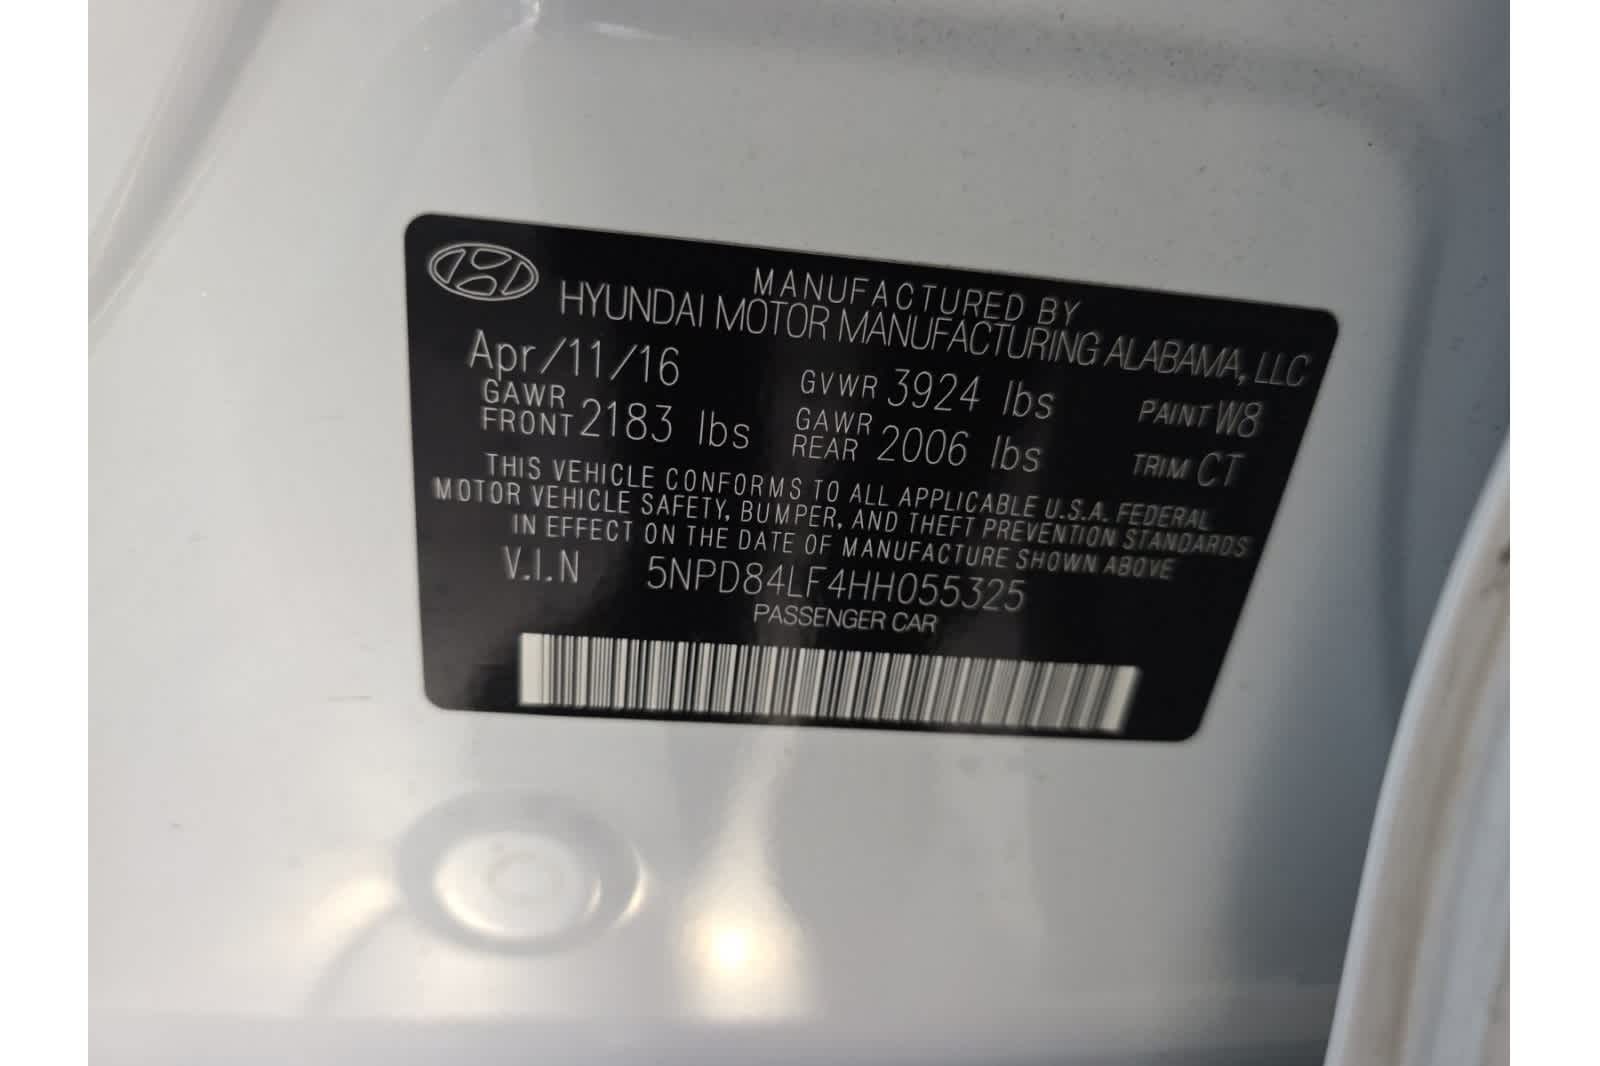 MANUFACTURED BY
HYUNDAI MOTOR MANUFACTURING ALABAMA, LLC
Apr/11/16 GVWR 3924 lbs PAINT W8
GAWR FRONT 2183 lbs GAWR REAR 2006 lbs TRIM CT
THIS VEHICLE CONFORMS TO ALL APPLICABLE U.S.A. FEDERAL
MOTOR VEHICLE SAFETY, BUMPER, AND THEFT PREVENTION STANDARDS
IN EFFECT ON THE DATE OF MANUFACTURE SHOWN ABOVE
V.I.N 5NPD84LF4HH055325
PASSENGER CAR